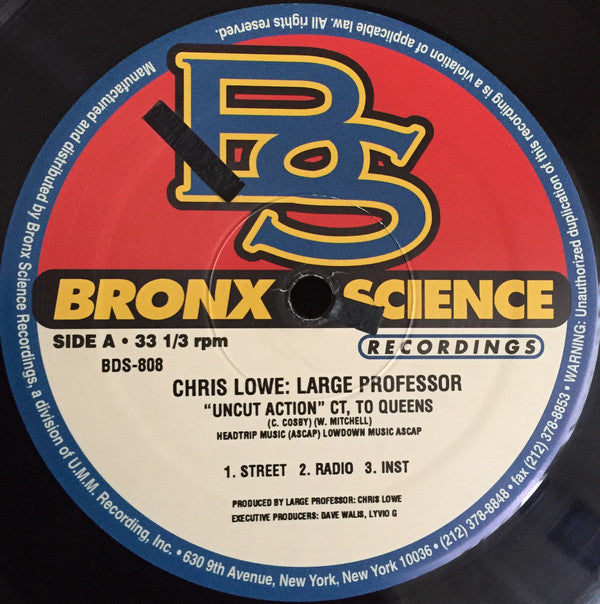 BS
BRONX SCIENCE
RECORDINGS
SIDE A • 33 1/3 rpm
BDS-808
CHRIS LOWE: LARGE PROFESSOR
"UNCUT ACTION" CT, TO QUEENS
(C. COSBY) (W. MITCHELL)
HEADTRIP MUSIC (ASCAP) LOWDOWN MUSIC ASCAP
1. STREET 2. RADIO 3. INST
PRODUCED BY LARGE PROFESSOR: CHRIS LOWE
EXECUTIVE PRODUCERS: DAVE WALIS, LYVIO G
Manufactured and distributed by Bronx Science Recordings, a division of U.M.M. Recording, Inc. • 630 9th Avenue, New York, New York 10036 • (212) 378-8848 • fax (212) 378-8853 • WARNING: Unauthorized duplication of this recording is a violation of applicable law. All rights reserved.